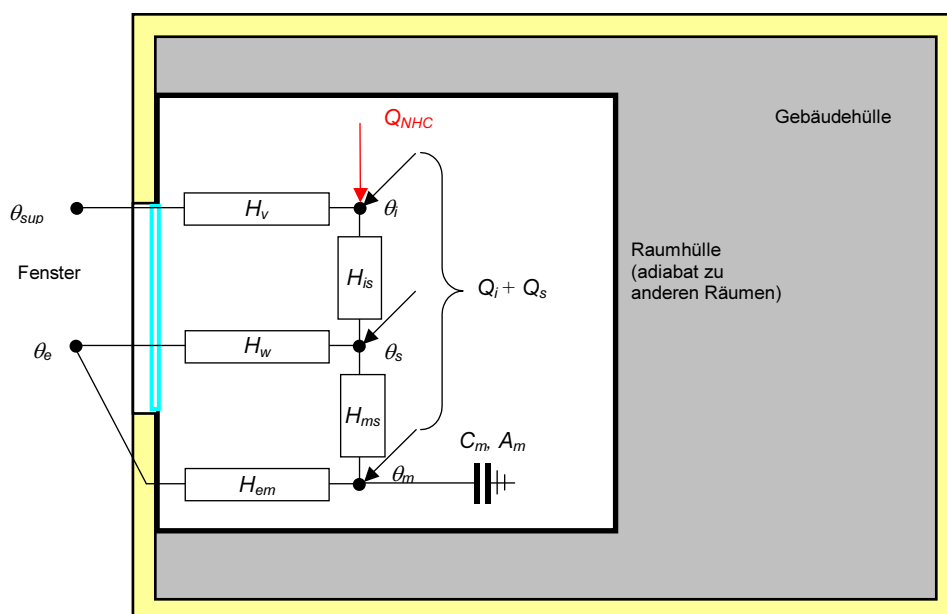 Q_NHC
Gebäudehülle
θ_sup
H_v
θ_i
Fenster
H_is
Q_i + Q_s
Raumhülle
(adiabat zu
anderen Räumen)
θ_e
H_w
θ_s
H_ms
C_m, A_m
H_em
θ_m